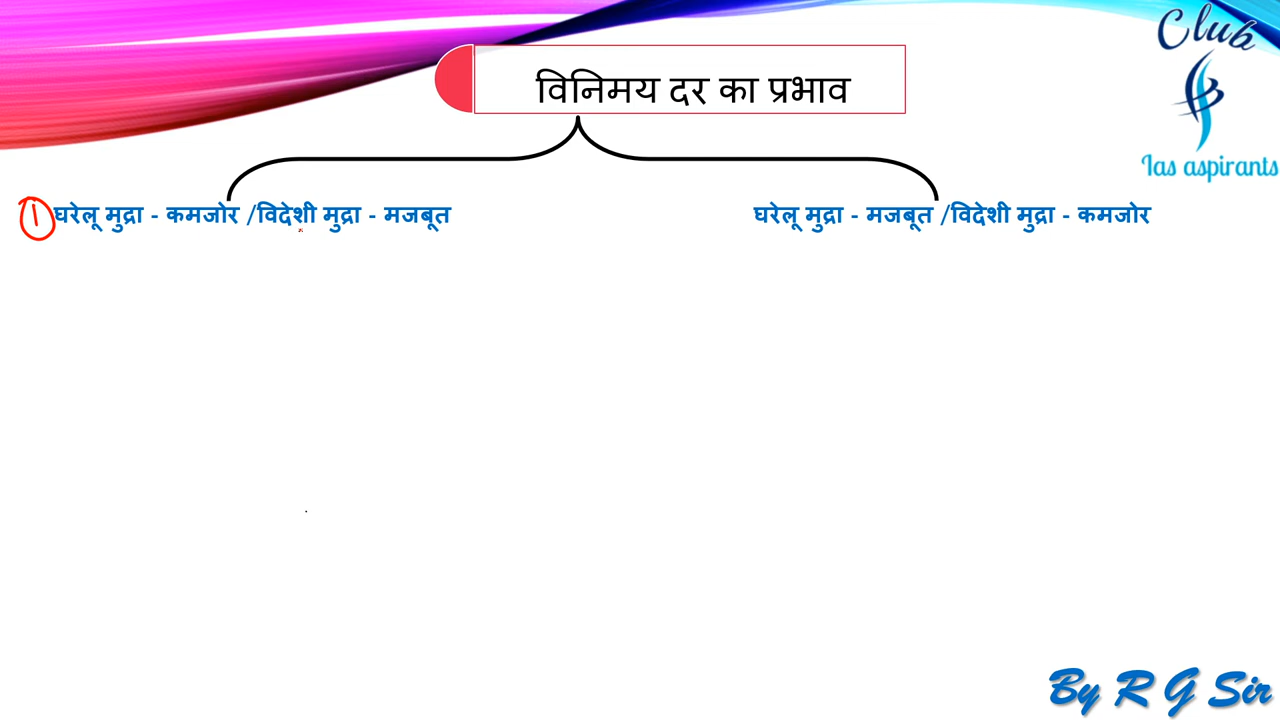 Club
Ias aspirants
विनिमय दर का प्रभाव
1 घरेलू मुद्रा - कमजोर /विदेशी मुद्रा - मजबूत
घरेलू मुद्रा - मजबूत /विदेशी मुद्रा - कमजोर
By R G Sir